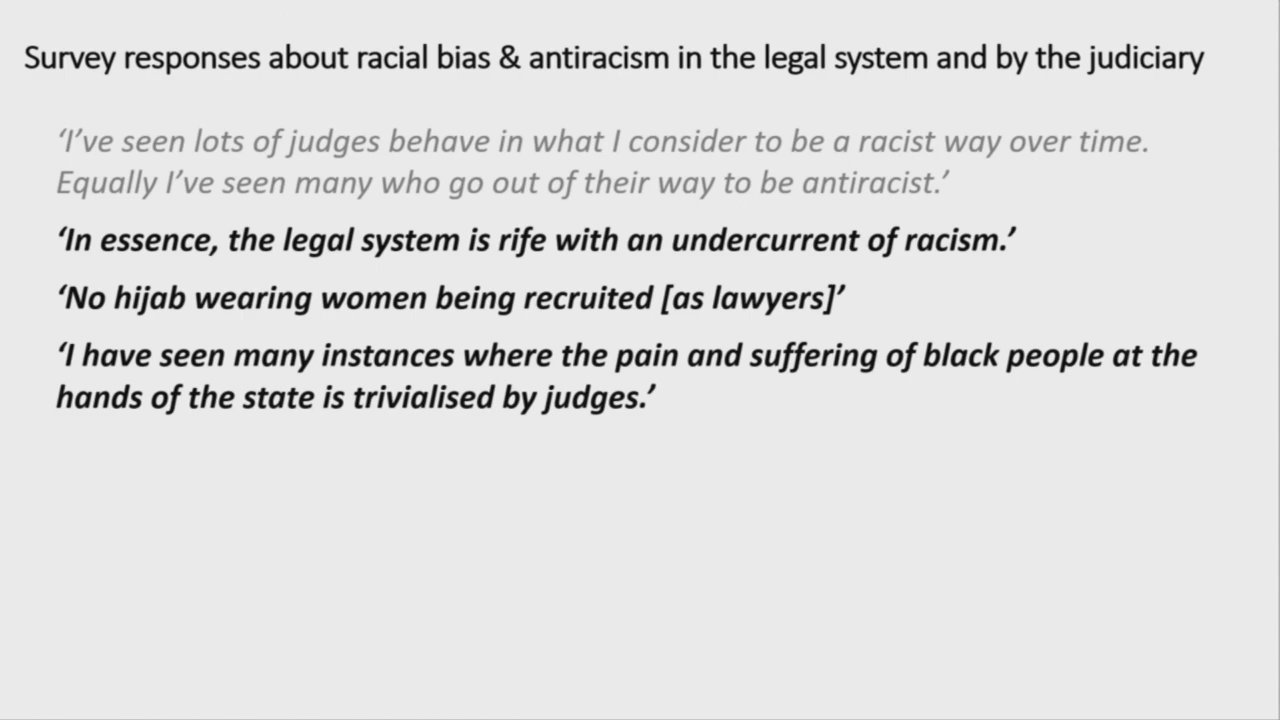 Survey responses about racial bias & antiracism in the legal system and by the judiciary
‘I’ve seen lots of judges behave in what I consider to be a racist way over time.
Equally I’ve seen many who go out of their way to be antiracist.’
‘In essence, the legal system is rife with an undercurrent of racism.’
‘No hijab wearing women being recruited [as lawyers]’
‘I have seen many instances where the pain and suffering of black people at the
hands of the state is trivialised by judges.’